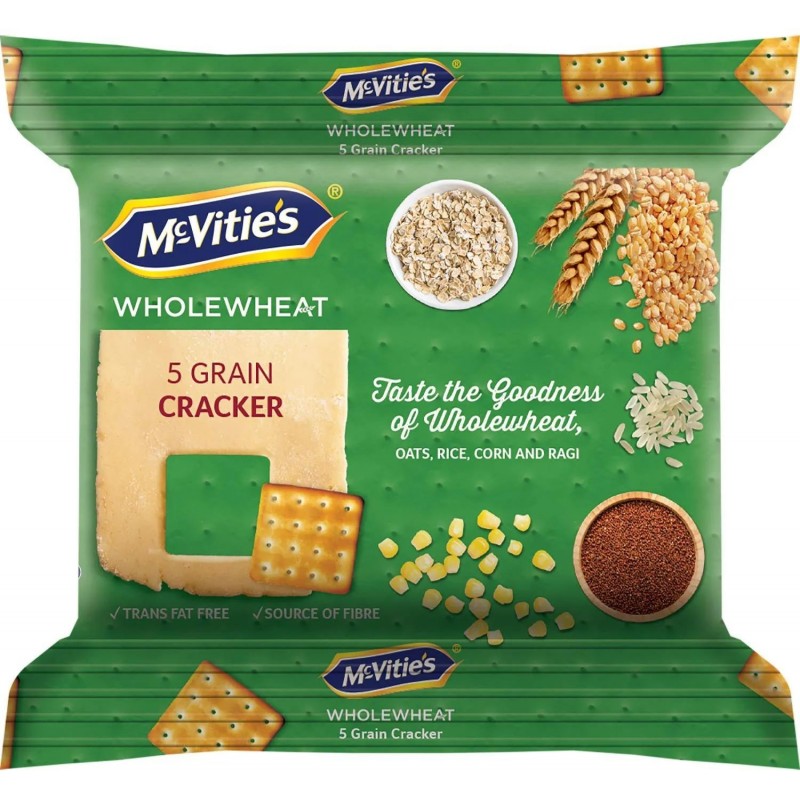 McVitie's®
WHOLEWHEAT
5 Grain Cracker
McVitie's®
WHOLEWHEAT
5 GRAIN
CRACKER
Taste the Goodness
of Wholewheat,
OATS, RICE, CORN AND RAGI
✓TRANS FAT FREE ✓SOURCE OF FIBRE
McVitie's®
WHOLEWHEAT
5 Grain Cracker